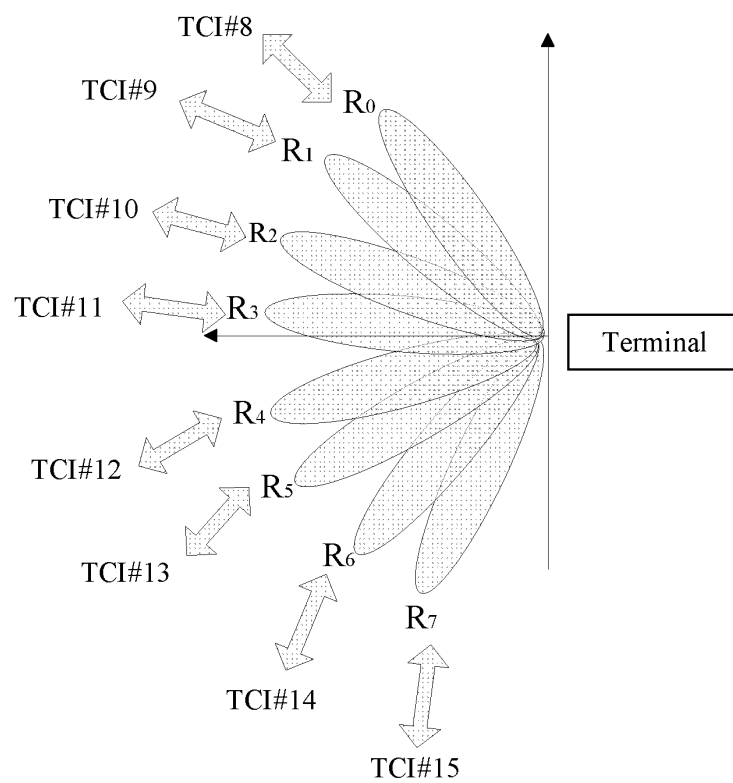 TCI#8
R0
TCI#9
R1
TCI#10
R2
TCI#11
R3
Terminal
R4
TCI#12
R5
TCI#13
R6
R7
TCI#14
TCI#15